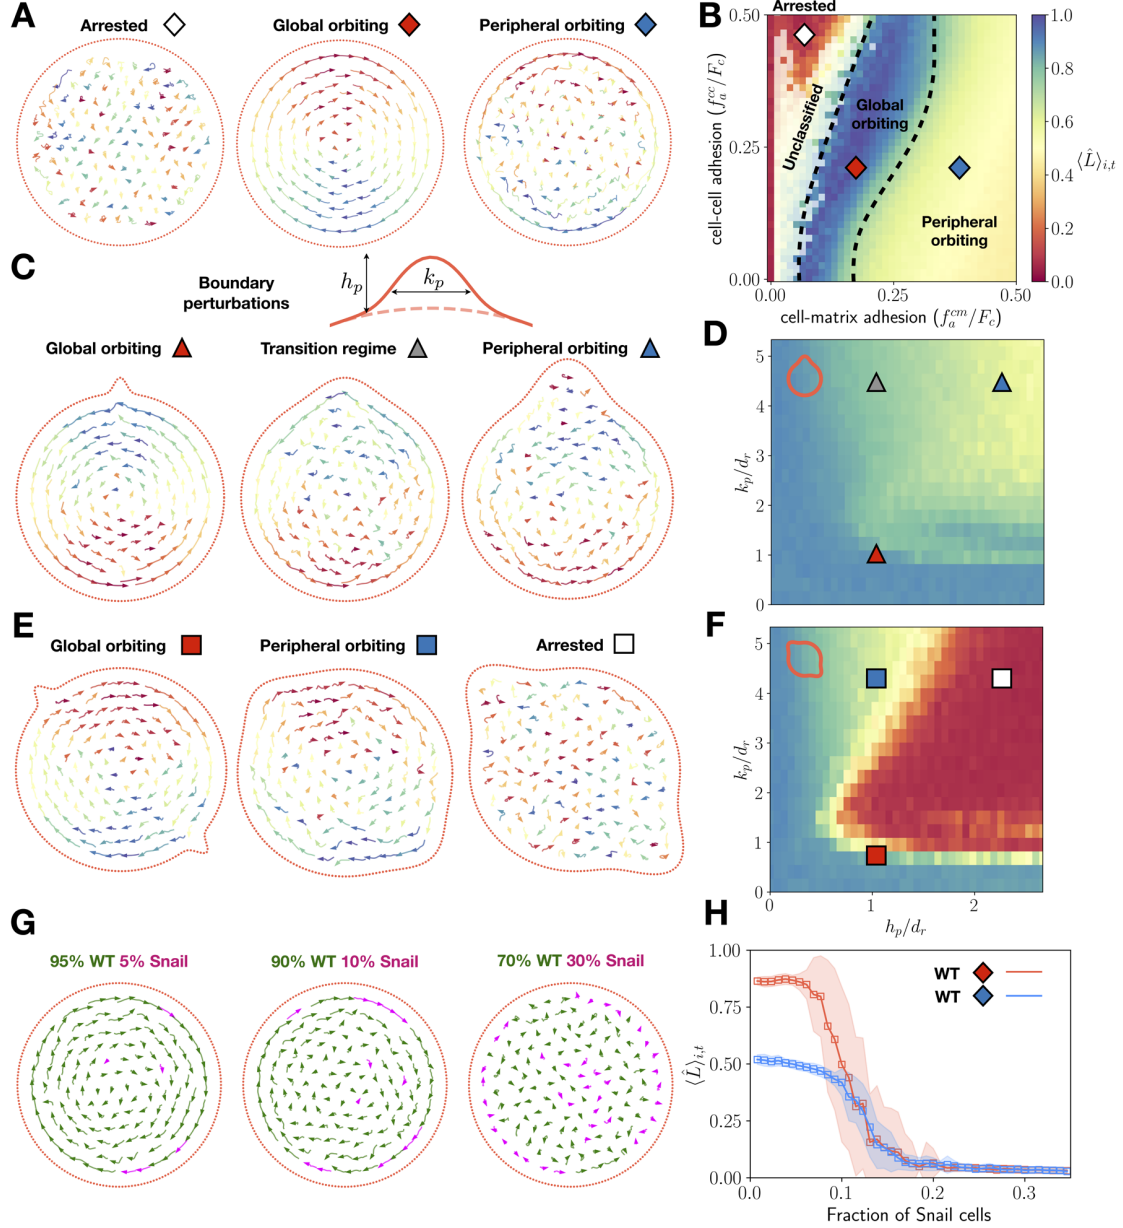 A
Arrested
Global orbiting
Peripheral orbiting
B
Arrested
0.50
0.25
0.00
cell-cell adhesion (f_a^{cc}/F_c)
Unclassified
Global
orbiting
Peripheral
orbiting
0.00
0.25
0.50
cell-matrix adhesion (f_a^{cm}/F_c)
1.0
0.8
0.6
0.4
0.2
0.0
⟨L̂⟩_{i,t}
C
Boundary
perturbations
h_p
k_p
Global orbiting
Transition regime
Peripheral orbiting
D
5
4
3
2
1
0
k_p/d_r
E
Global orbiting
Peripheral orbiting
Arrested
F
5
4
3
2
1
0
k_p/d_r
0
1
2
h_p/d_r
G
95% WT 5% Snail
90% WT 10% Snail
70% WT 30% Snail
H
1.00
0.75
0.50
0.25
0.00
⟨L̂⟩_{i,t}
WT
WT
0.0
0.1
0.2
0.3
Fraction of Snail cells